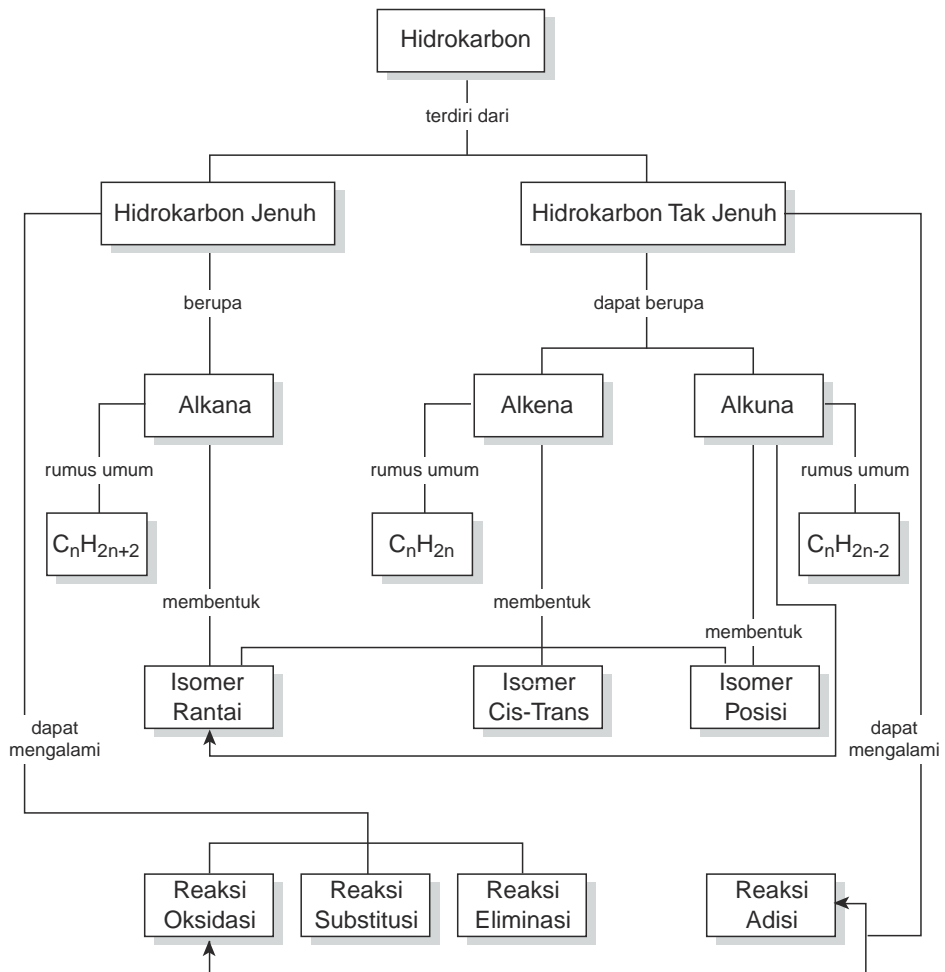 Hidrokarbon
terdiri dari
Hidrokarbon Jenuh
Hidrokarbon Tak Jenuh
berupa
dapat berupa
Alkana
Alkena
Alkuna
rumus umum
rumus umum
rumus umum
CₙH₂ₙ₊₂
CₙH₂ₙ
CₙH₂ₙ₋₂
membentuk
membentuk
membentuk
Isomer
Rantai
Isomer
Cis-Trans
Isomer
Posisi
dapat
mengalami
dapat
mengalami
Reaksi
Oksidasi
Reaksi
Substitusi
Reaksi
Eliminasi
Reaksi
Adisi